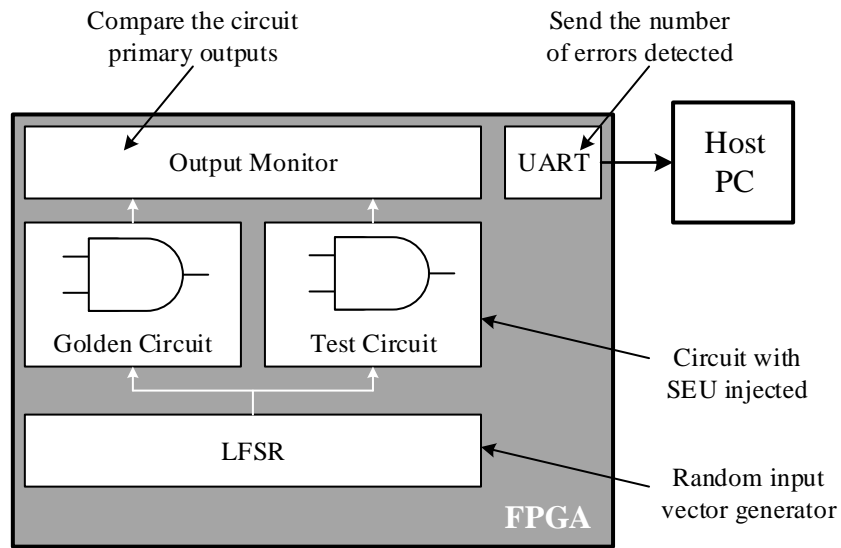 Compare the circuit
primary outputs
Send the number
of errors detected
Output Monitor
UART
Host
PC
Golden Circuit
Test Circuit
Circuit with
SEU injected
LFSR
Random input
vector generator
FPGA